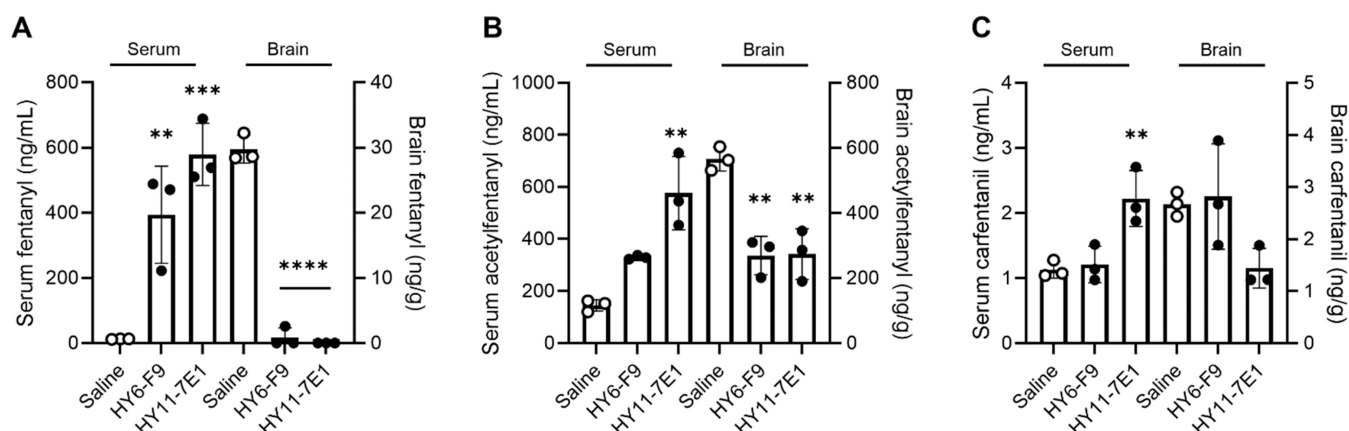 A
Serum Brain
Serum fentanyl (ng/mL)
800
600
400
200
0
** *** ****
40
30
20
10
0
Brain fentanyl (ng/g)
Saline HY6-F9 HY11-7E1 Saline HY6-F9 HY11-7E1
B
Serum Brain
Serum acetylfentanyl (ng/mL)
1000
800
600
400
200
0
** ** **
800
600
400
200
0
Brain acetylfentanyl (ng/g)
Saline HY6-F9 HY11-7E1 Saline HY6-F9 HY11-7E1
C
Serum Brain
Serum carfentanil (ng/mL)
4
3
2
1
0
**
5
4
3
2
1
0
Brain carfentanil (ng/g)
Saline HY6-F9 HY11-7E1 Saline HY6-F9 HY11-7E1